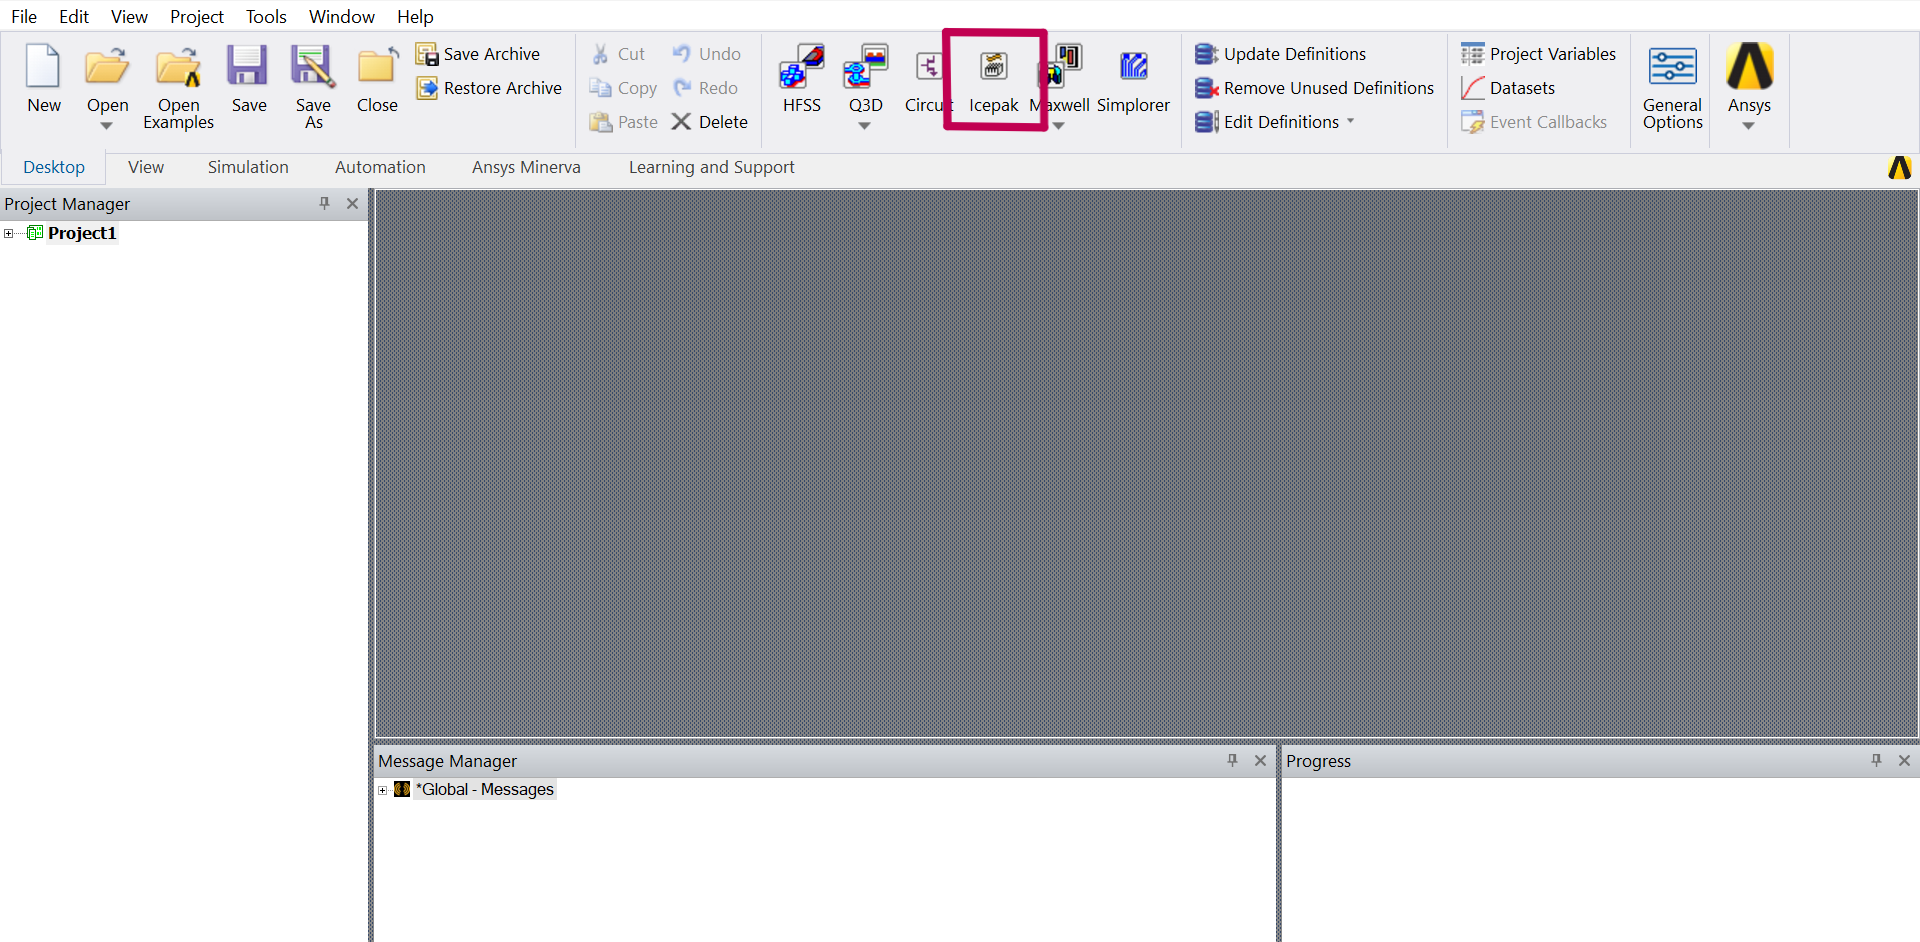 File Edit View Project Tools Window Help
New
Open
Open
Examples
Save
Save
As
Close
Save Archive
Restore Archive
Cut
Copy
Paste
Undo
Redo
Delete
HFSS
Q3D
Circuit
Icepak
Maxwell
Simplorer
Update Definitions
Remove Unused Definitions
Edit Definitions
Project Variables
Datasets
Event Callbacks
General
Options
Ansys
Desktop View Simulation Automation Ansys Minerva Learning and Support
Project Manager
Project1
Message Manager
*Global - Messages
Progress